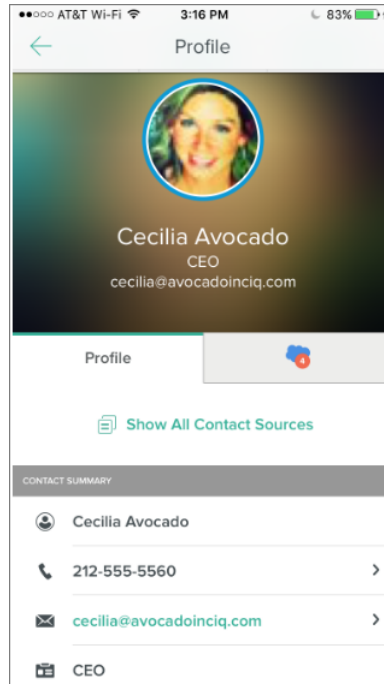 AT&T Wi-Fi 3:16 PM 83%
Profile
Cecilia Avocado
CEO
cecilia@avocadoinciq.com
Profile 4
Show All Contact Sources
CONTACT SUMMARY
Cecilia Avocado
212-555-5560
cecilia@avocadoinciq.com
CEO